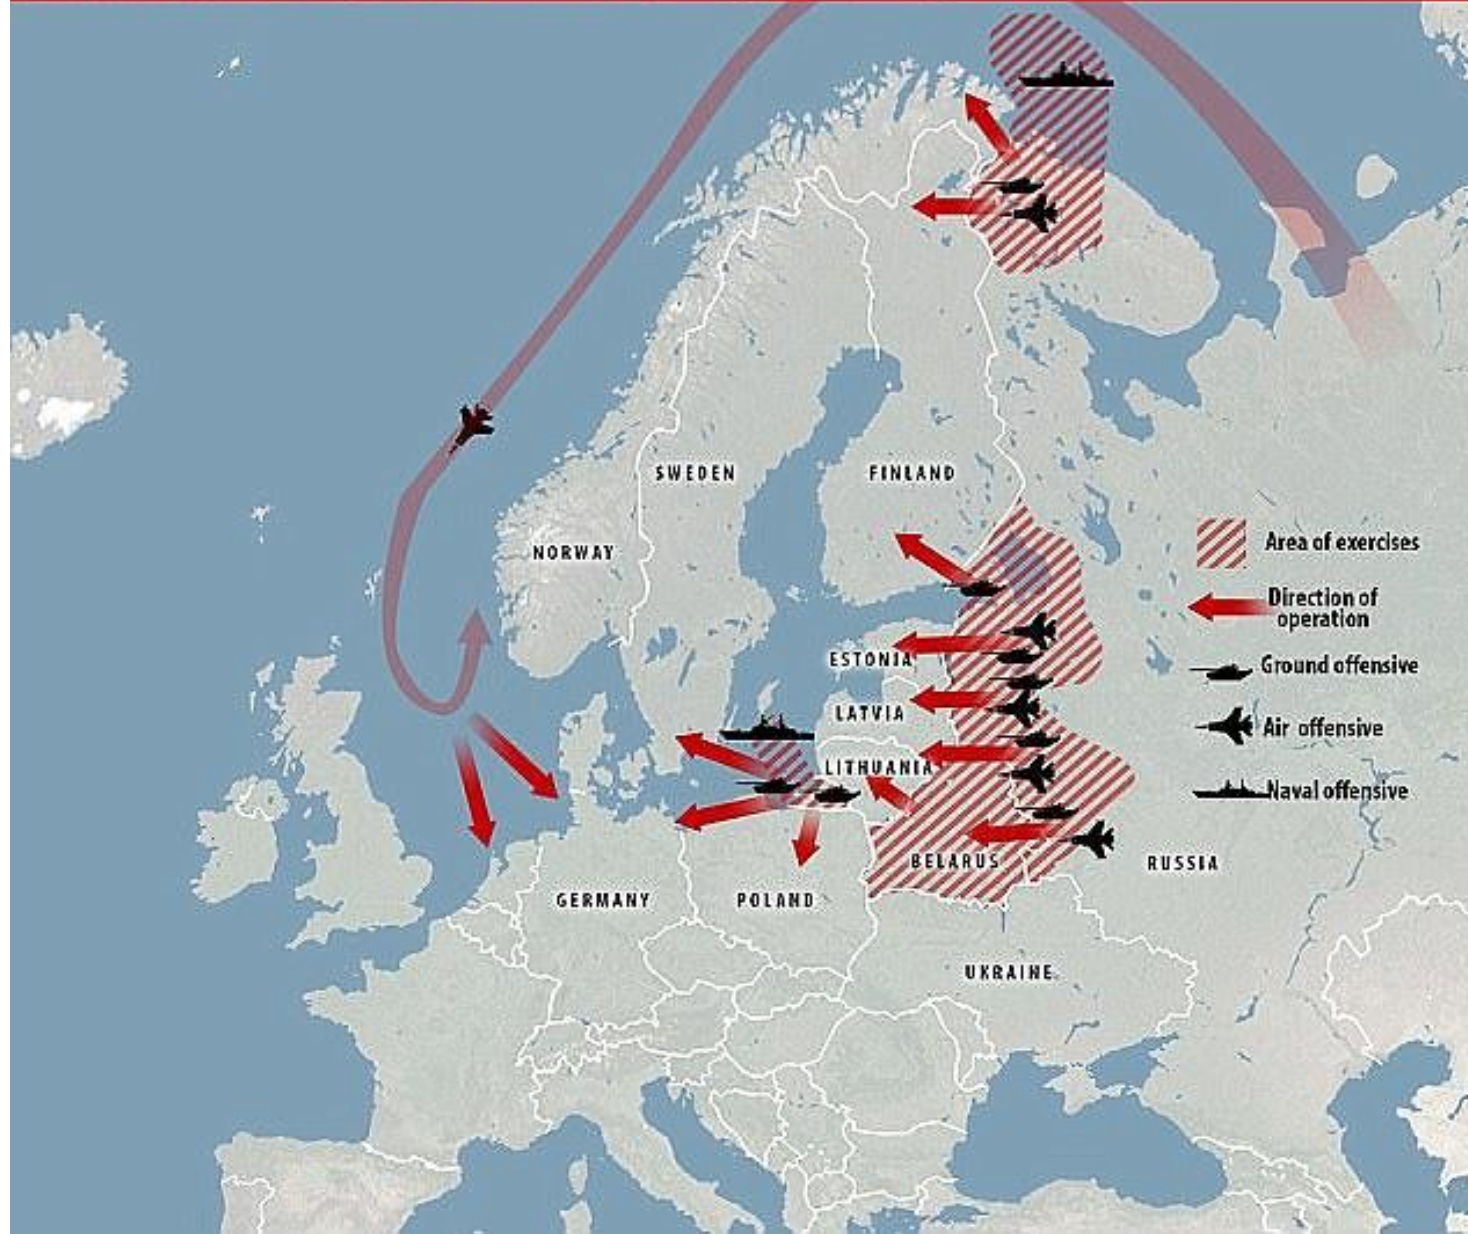 SWEDEN
FINLAND
NORWAY
Area of exercises
Direction of
operation
ESTONIA
Ground offensive
LATVIA
Air offensive
LITHUANIA
Naval offensive
BELARUS
RUSSIA
GERMANY
POLAND
UKRAINE